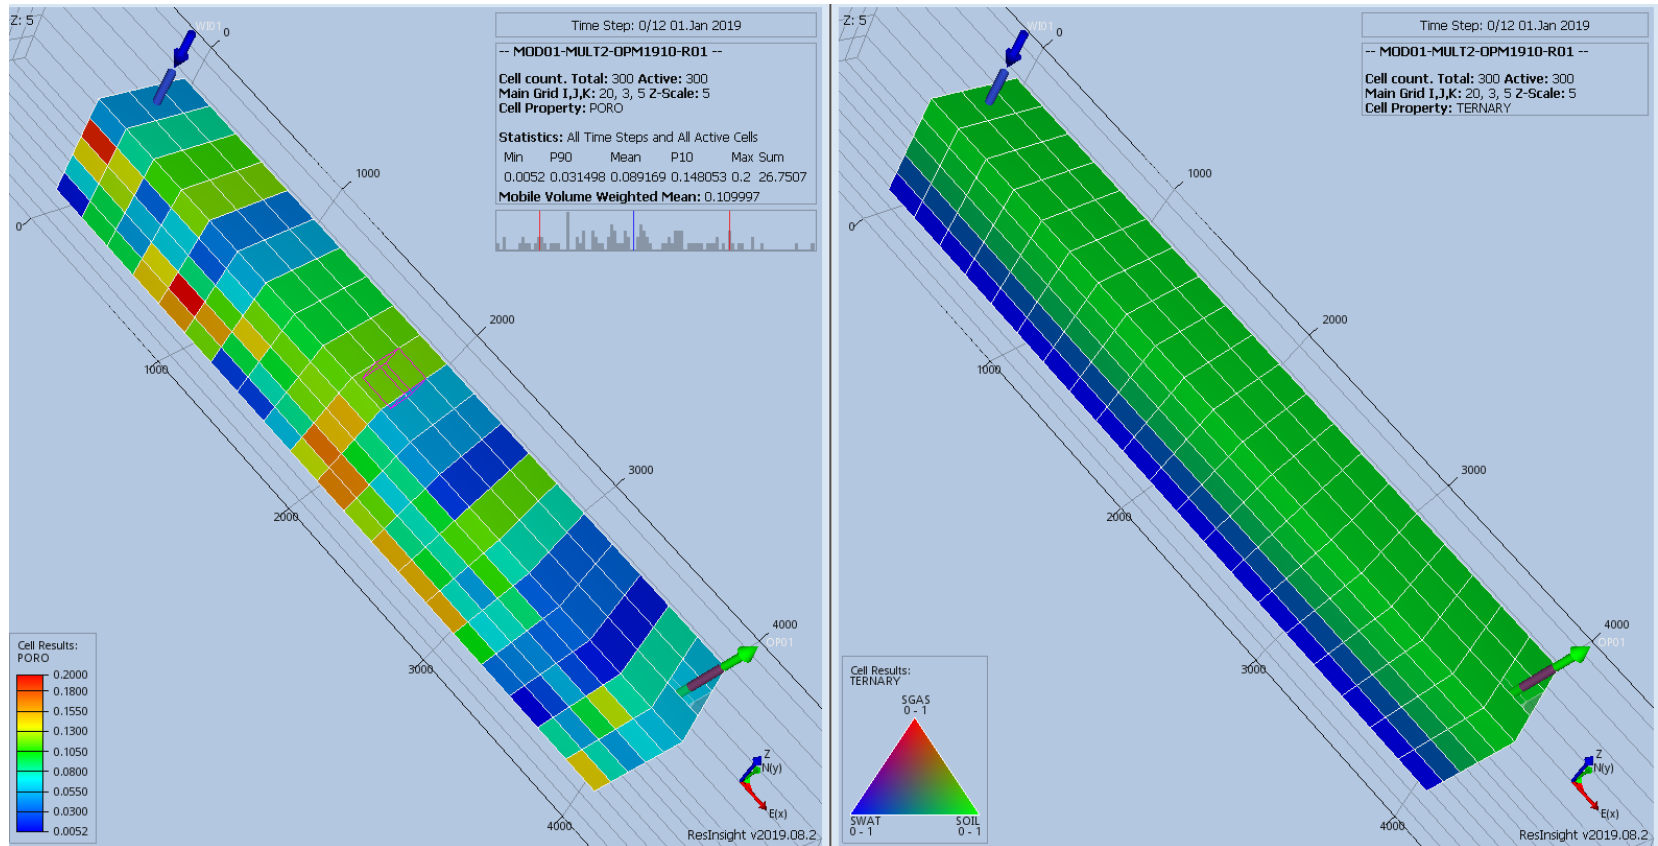 Z: 5
WI01
0
Time Step: 0/12 01.Jan 2019
-- MOD01-MULT2-OPM1910-R01 --
Cell count. Total: 300 Active: 300
Main Grid I,J,K: 20, 3, 5 Z-Scale: 5
Cell Property: PORO
Statistics: All Time Steps and All Active Cells
Min P90 Mean P10 Max Sum
0.0052 0.031498 0.089169 0.148053 0.2 26.7507
Mobile Volume Weighted Mean: 0.109997
1000
0
2000
1000
3000
2000
4000
OP01
3000
4000
Cell Results:
PORO
0.2000
0.1800
0.1550
0.1300
0.1050
0.0800
0.0550
0.0300
0.0052
Z
N(y)
E(x)
ResInsight v2019.08.2
Z: 5
WI01
0
Time Step: 0/12 01.Jan 2019
-- MOD01-MULT2-OPM1910-R01 --
Cell count. Total: 300 Active: 300
Main Grid I,J,K: 20, 3, 5 Z-Scale: 5
Cell Property: TERNARY
1000
0
2000
1000
3000
2000
4000
OP01
3000
4000
Cell Results:
TERNARY
SGAS
0 - 1
SWAT SOIL
0 - 1 0 - 1
Z
N(y)
E(x)
ResInsight v2019.08.2